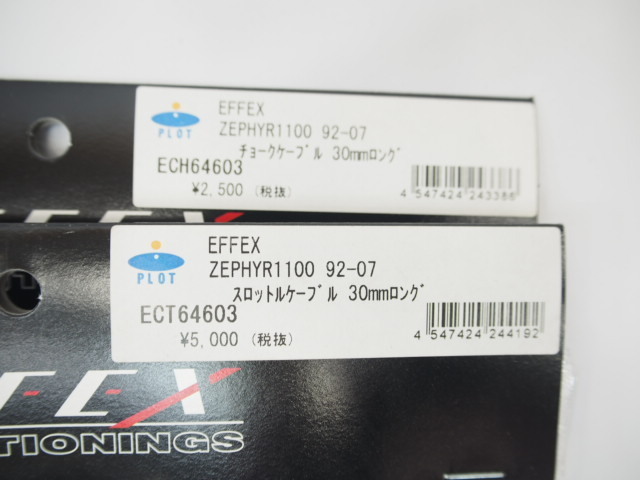 PLOT
EFFEX
ZEPHYR1100 92-07
チョークケーブル 30mmロング
ECH64603
¥2,500 (税抜)
4 547424 243386
PLOT
EFFEX
ZEPHYR1100 92-07
スロットルケーブル 30mmロング
ECT64603
¥5,000 (税抜)
4 547424 244192
FEX
TIONINGS